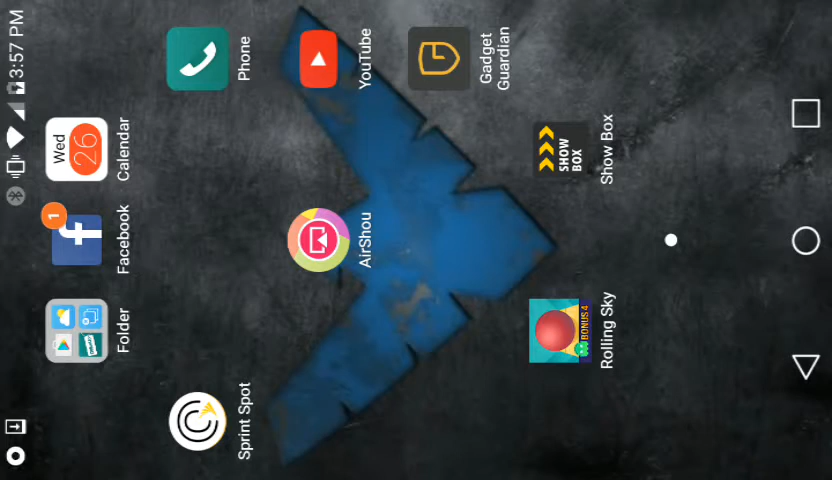 3:57 PM
1
Wed
26
Folder
Facebook
Calendar
Sprint Spot
Phone
AirShou
YouTube
Gadget
Guardian
BONUS 4
SHOW
BOX
Rolling Sky
Show Box